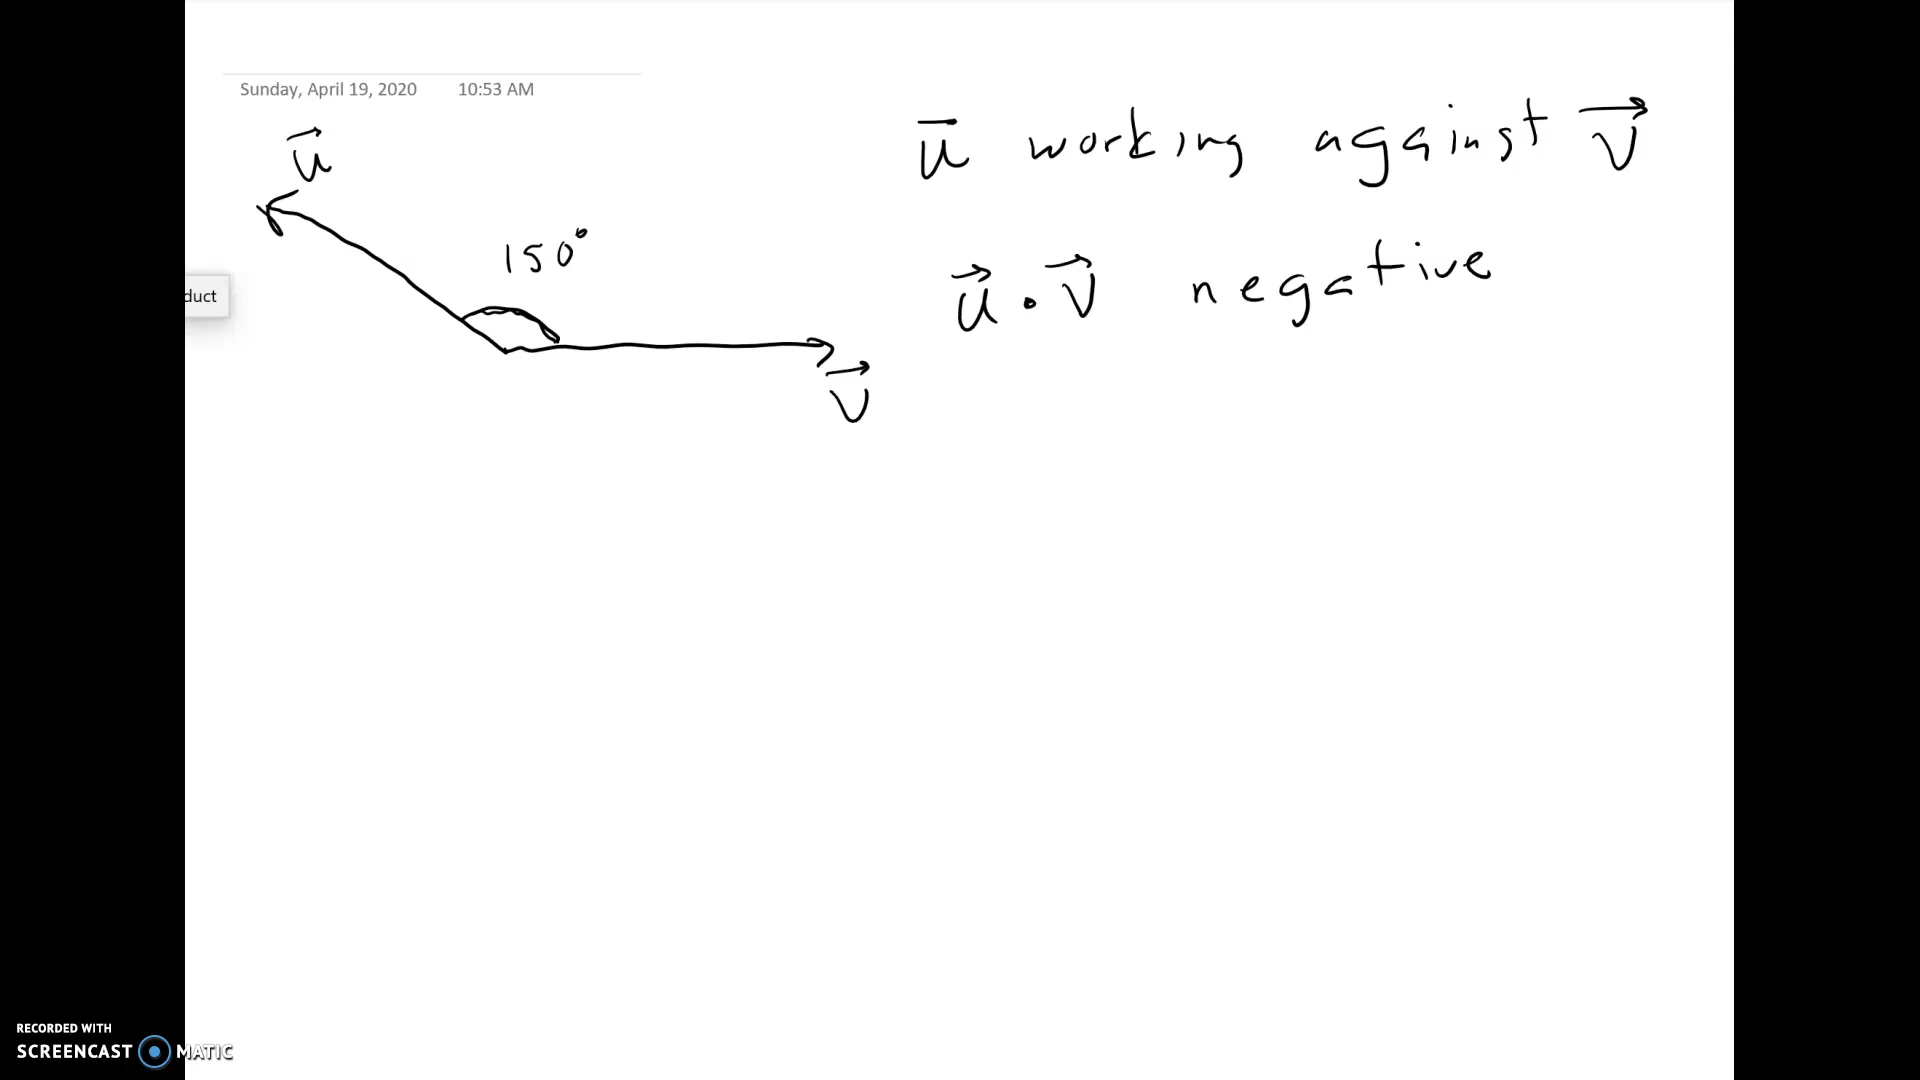 Sunday, April 19, 2020 10:53 AM
u⃗
u̅ working against v⃗
150°
u⃗ · v⃗ negative
duct
v⃗
RECORDED WITH
SCREENCAST MATIC